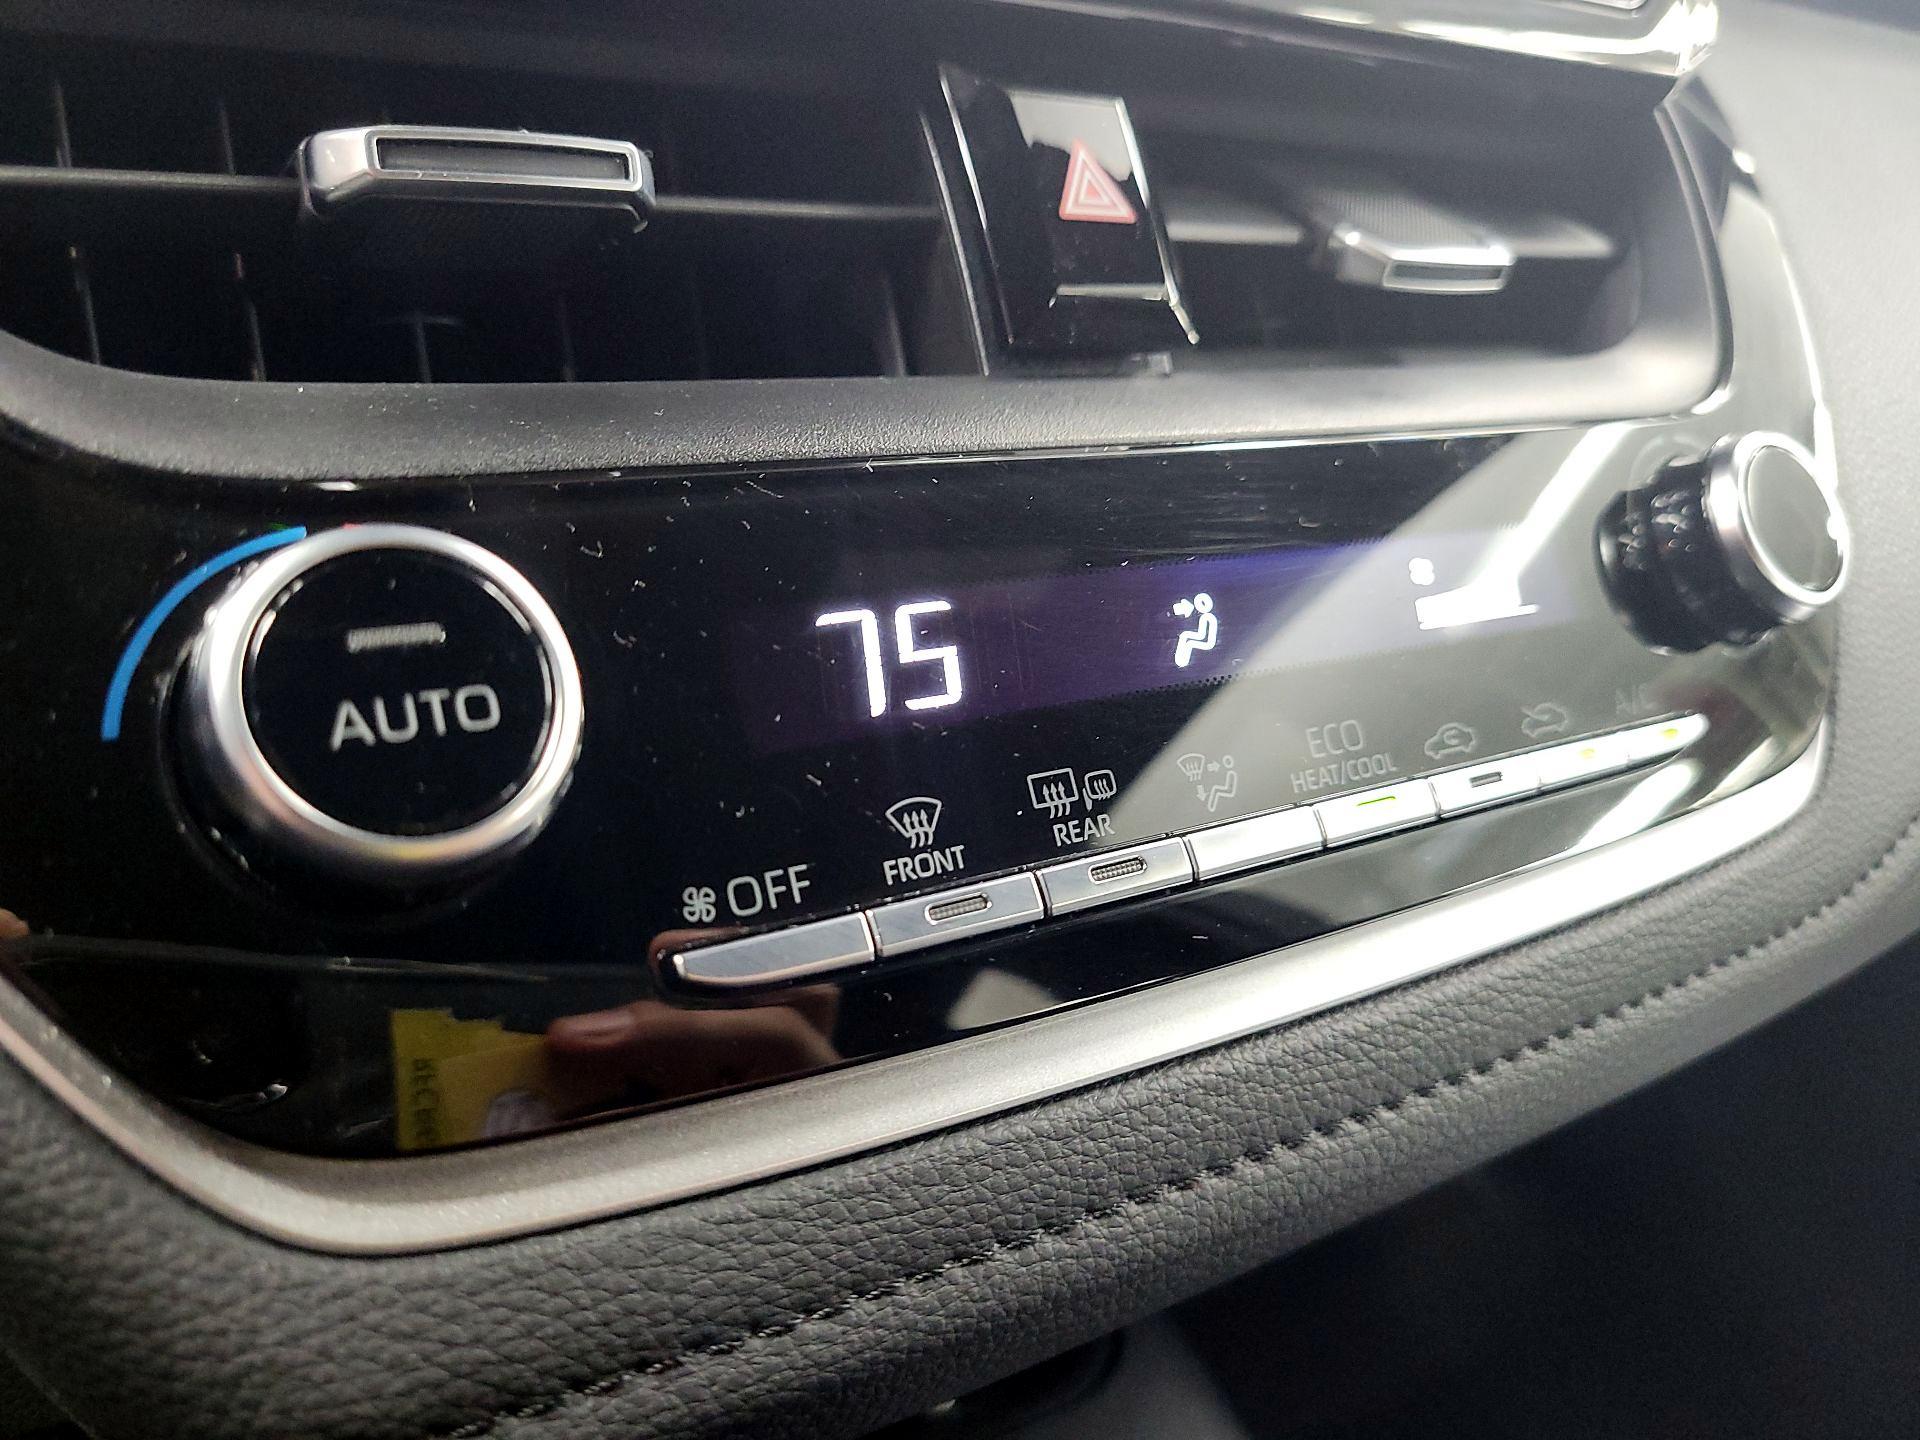 75
AUTO
A/C
ECO
HEAT/COOL
REAR
FRONT
OFF